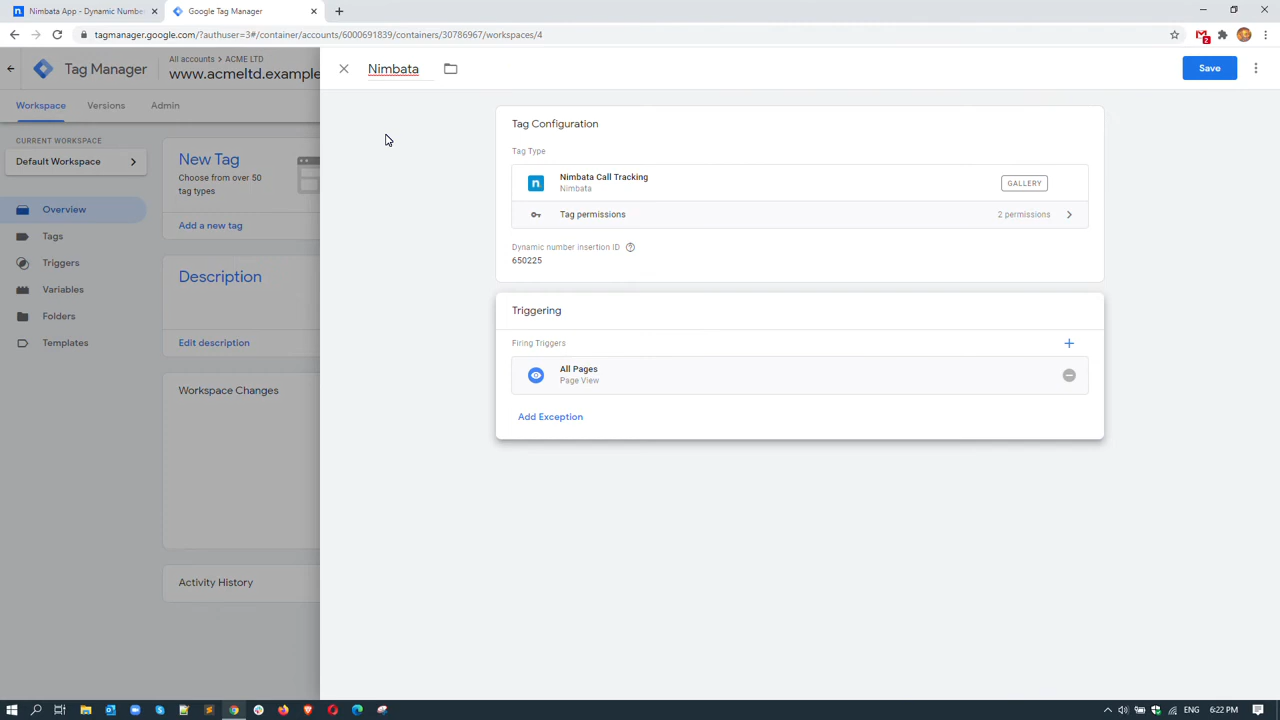 Nimbata App - Dynamic Numbe
Google Tag Manager
tagmanager.google.com/?authuser=3#/container/accounts/6000691839/containers/30786967/workspaces/4
2
Tag Manager
All accounts > ACME LTD
www.acmeltd.example
Nimbata
Save
Workspace
Versions
Admin
CURRENT WORKSPACE
Default Workspace
Overview
Tags
Triggers
Variables
Folders
Templates
New Tag
Choose from over 50
tag types
Add a new tag
Description
Edit description
Workspace Changes
Activity History
Tag Configuration
Tag Type
n
Nimbata Call Tracking
Nimbata
GALLERY
Tag permissions
2 permissions
Dynamic number insertion ID
650225
Triggering
Firing Triggers
All Pages
Page View
Add Exception
ENG
6:22 PM